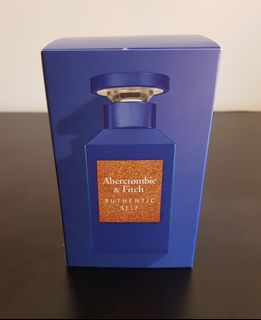 Abercrombie
& Fitch
AUTHENTIC
SELF